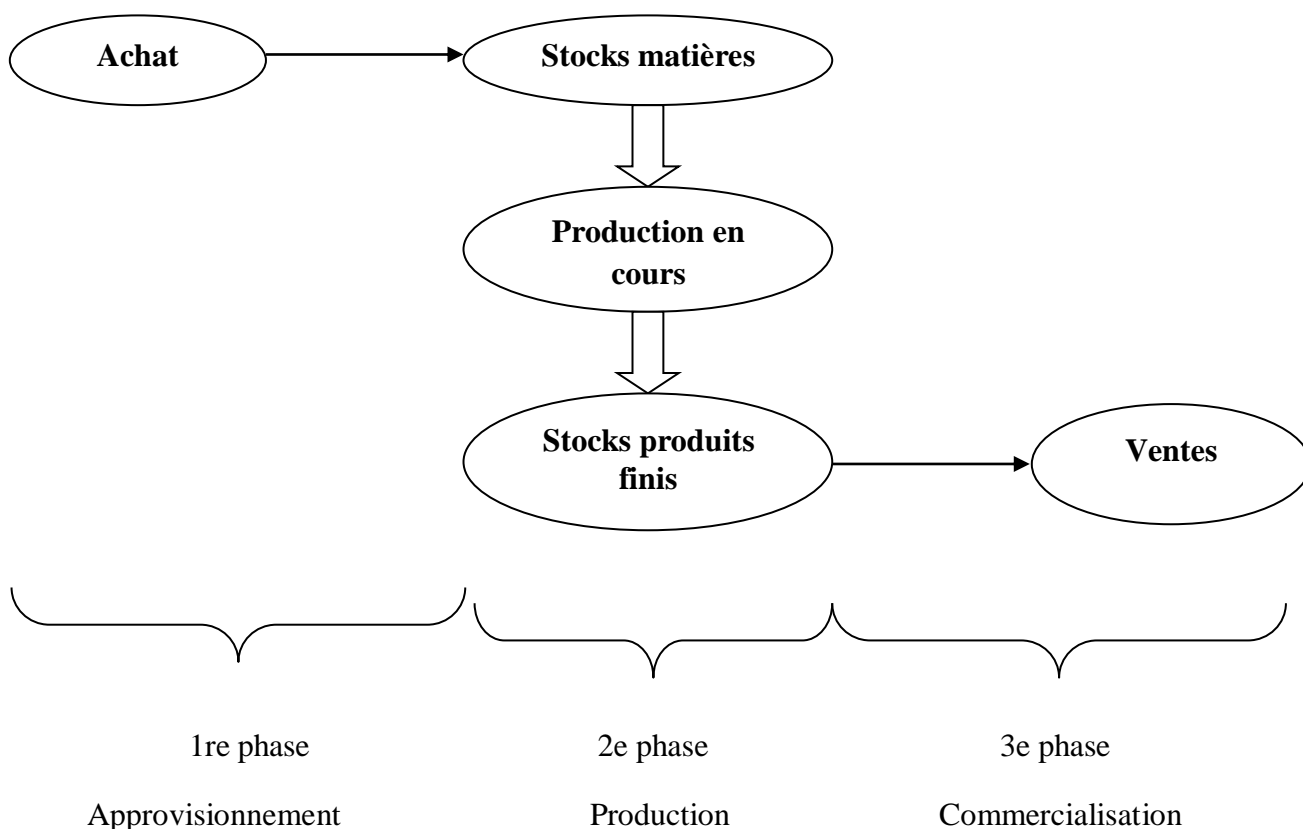 Achat
Stocks matières
Production en
cours
Stocks produits
finis
Ventes
1re phase
2e phase
3e phase
Approvisionnement
Production
Commercialisation